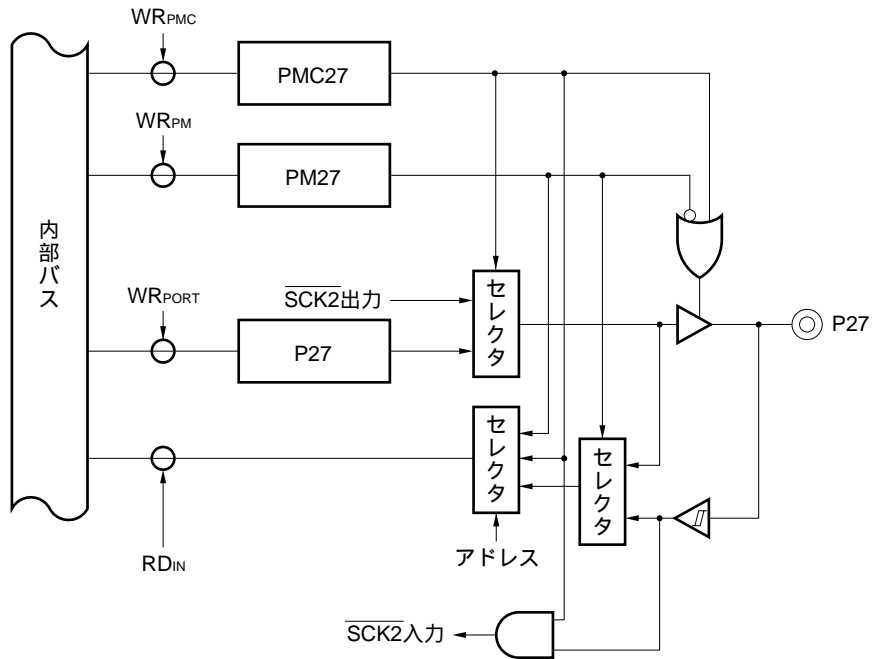 WRPMC
PMC27
WRPM
PM27
内部バス
WRPORT
SCK2出力
P27
セレクタ
P27
セレクタ
セレクタ
RDIN
アドレス
SCK2入力